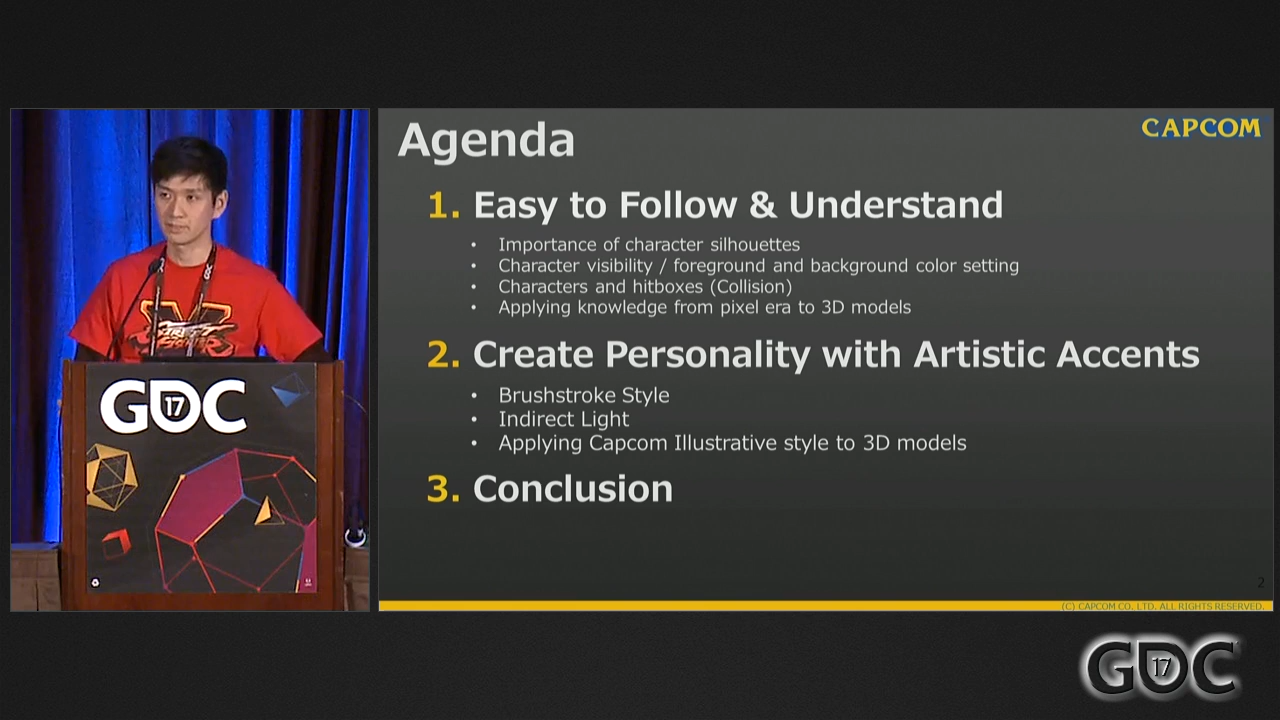 Agenda
CAPCOM
1. Easy to Follow & Understand
• Importance of character silhouettes
• Character visibility / foreground and background color setting
• Characters and hitboxes (Collision)
• Applying knowledge from pixel era to 3D models
2. Create Personality with Artistic Accents
• Brushstroke Style
• Indirect Light
• Applying Capcom Illustrative style to 3D models
3. Conclusion
2
(C) CAPCOM CO. LTD. ALL RIGHTS RESERVED.
V
STREET
FIGHTER
GDC
17
GDC
17